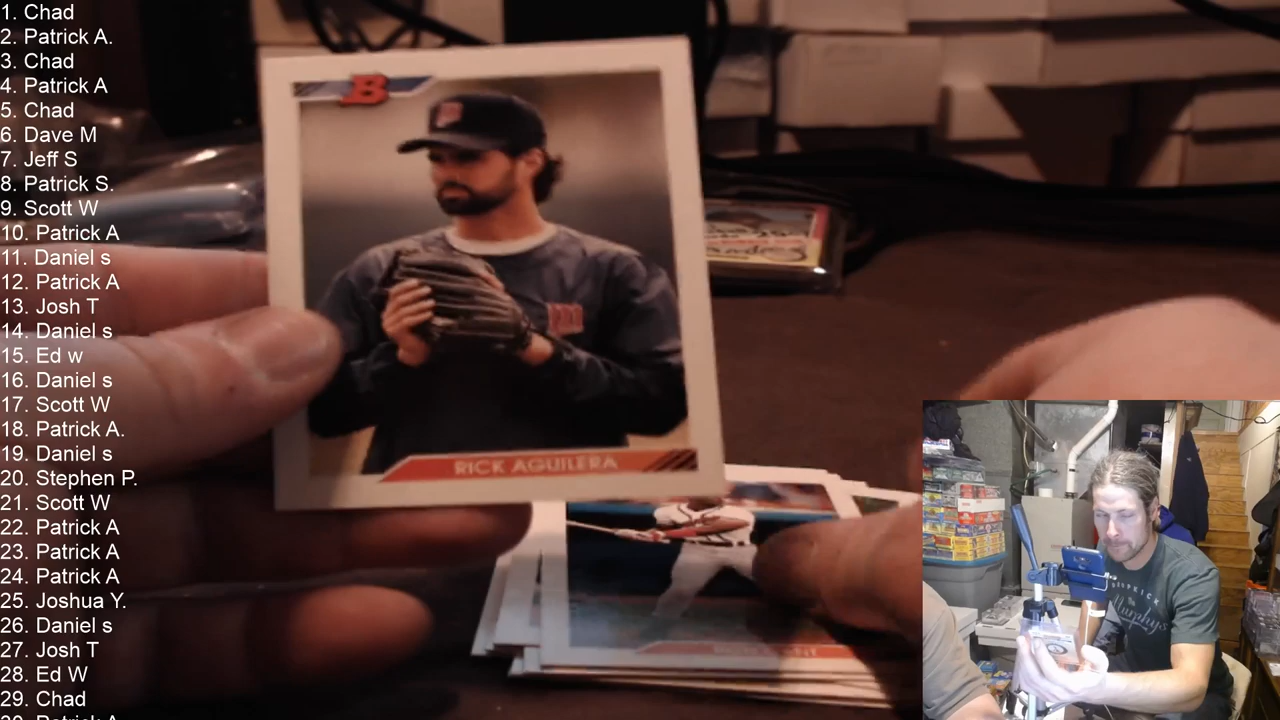 1. Chad
2. Patrick A.
3. Chad
4. Patrick A
5. Chad
6. Dave M
7. Jeff S
8. Patrick S.
9. Scott W
10. Patrick A
11. Daniel s
12. Patrick A
13. Josh T
14. Daniel s
15. Ed w
16. Daniel s
17. Scott W
18. Patrick A.
19. Daniel s
20. Stephen P.
21. Scott W
22. Patrick A
23. Patrick A
24. Patrick A
25. Joshua Y.
26. Daniel s
27. Josh T
28. Ed W
29. Chad
30. Patrick A
B
RICK AGUILERA
Murphys